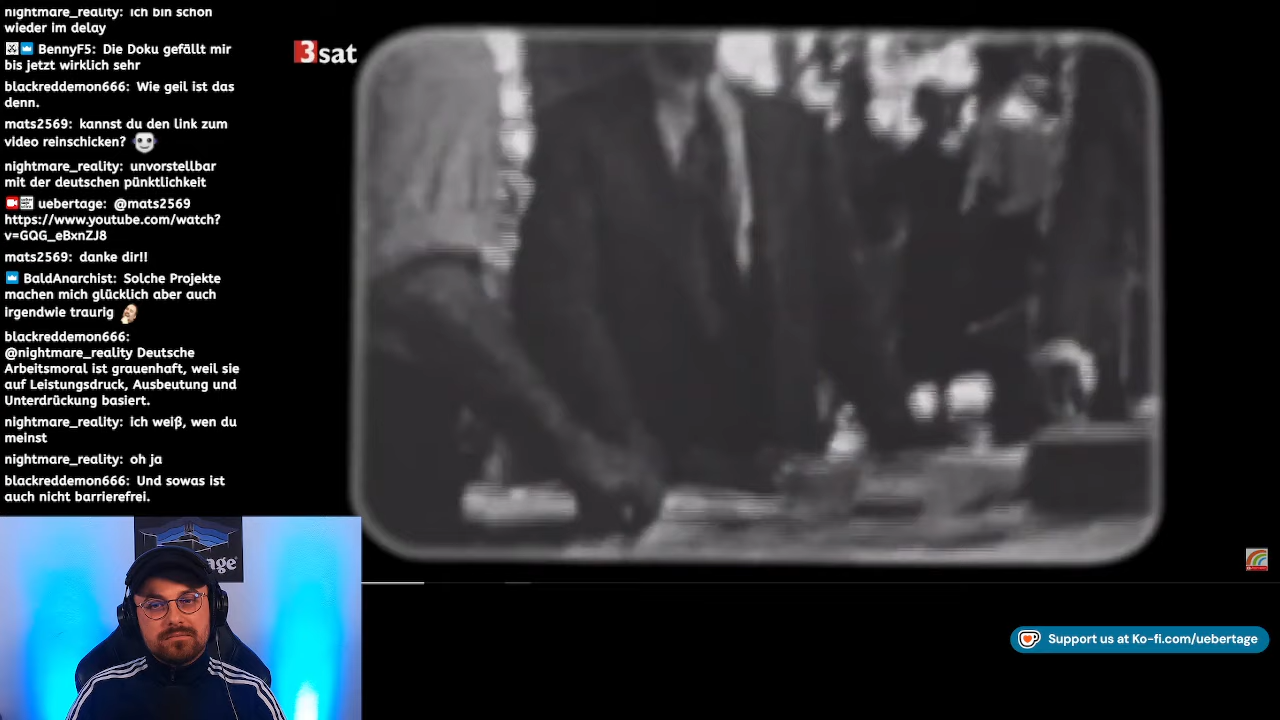 nightmare_reality: ich bin schon
wieder im delay
BennyF5: Die Doku gefällt mir
bis jetzt wirklich sehr
blackreddemon666: Wie geil ist das
denn.
mats2569: kannst du den link zum
video reinschicken?
nightmare_reality: unvorstellbar
mit der deutschen pünktlichkeit
uebertage: @mats2569
https://www.youtube.com/watch?
v=GQG_eBxnZJ8
mats2569: danke dir!!
BaldAnarchist: Solche Projekte
machen mich glücklich aber auch
irgendwie traurig
blackreddemon666:
@nightmare_reality Deutsche
Arbeitsmoral ist grauenhaft, weil sie
auf Leistungsdruck, Ausbeutung und
Unterdrückung basiert.
nightmare_reality: ich weiß, wen du
meinst
nightmare_reality: oh ja
blackreddemon666: Und sowas ist
auch nicht barrierefrei.
3sat
age®
Support us at Ko-fi.com/uebertage